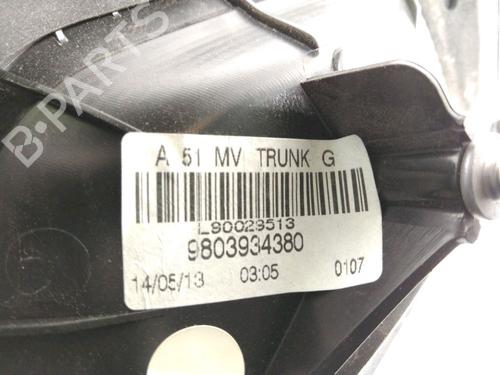 B-PARTS
A 51 MV TRUNK G
L90029513
9803934380
14/05/13 03:05 0107